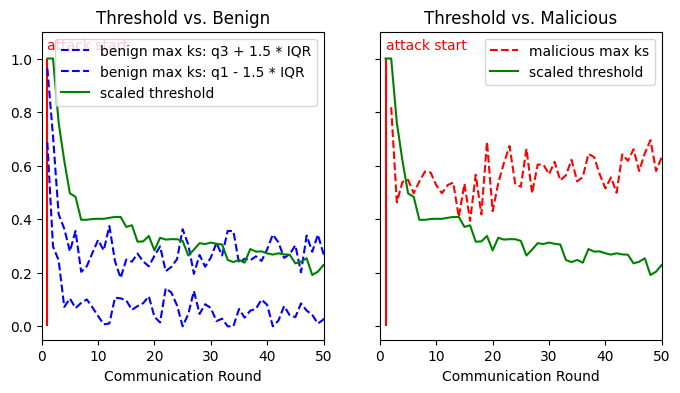 Threshold vs. Benign
attack start
benign max ks: q3 + 1.5 * IQR
benign max ks: q1 - 1.5 * IQR
scaled threshold
1.0
0.8
0.6
0.4
0.2
0.0
0 10 20 30 40 50
Communication Round
Threshold vs. Malicious
attack start
malicious max ks
scaled threshold
0 10 20 30 40 50
Communication Round